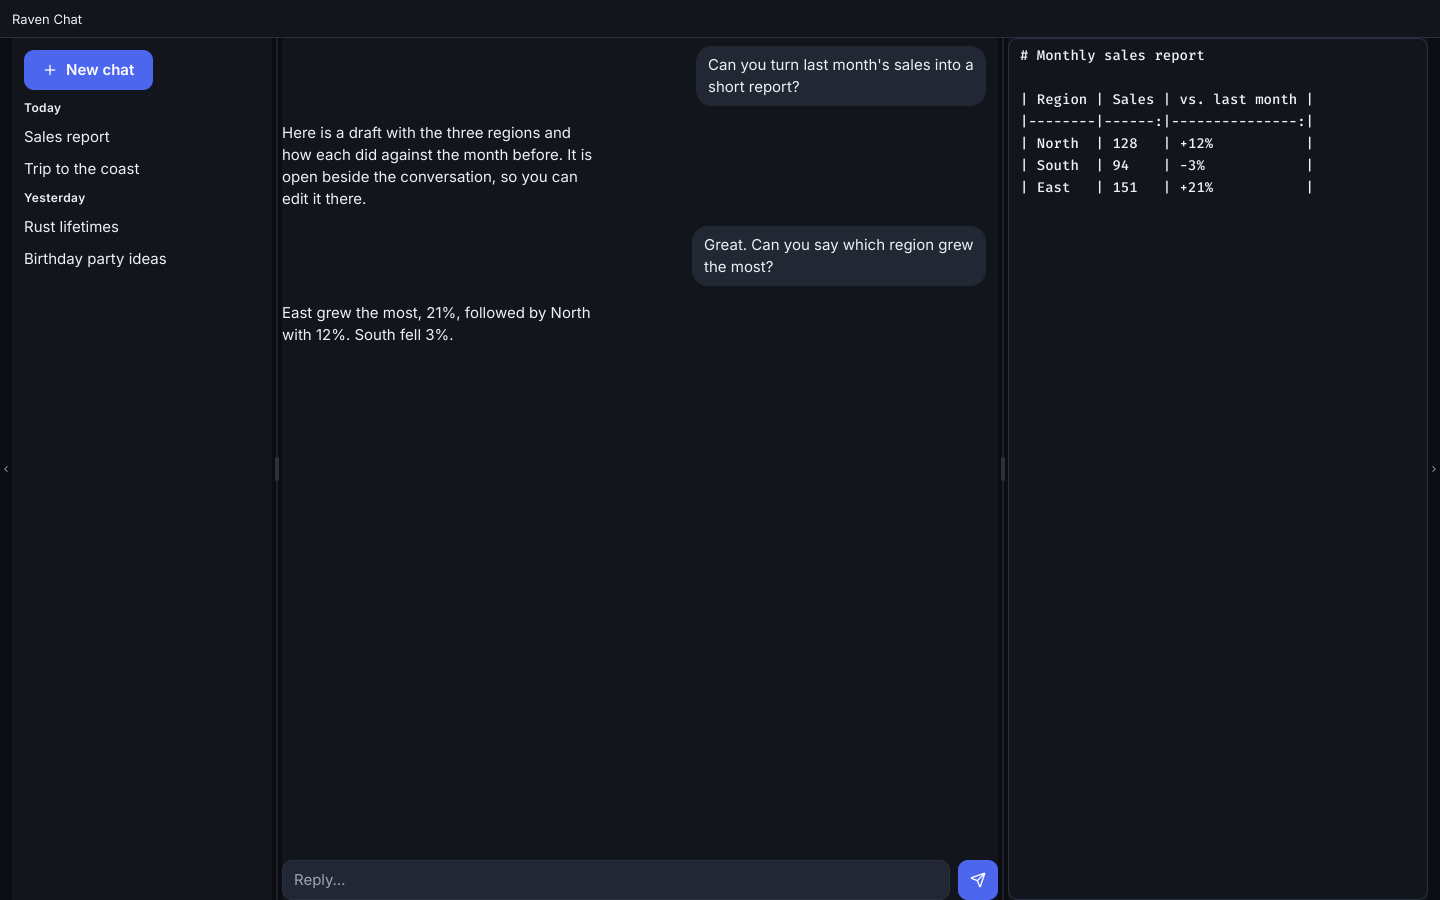 Raven Chat
New chat
Today
Sales report
Trip to the coast
Yesterday
Rust lifetimes
Birthday party ideas
Can you turn last month's sales into a
short report?
Here is a draft with the three regions and
how each did against the month before. It is
open beside the conversation, so you can
edit it there.
Great. Can you say which region grew
the most?
East grew the most, 21%, followed by North
with 12%. South fell 3%.
Reply...
# Monthly sales report
| Region | Sales | vs. last month |
|--------|------:|---------------:|
| North  | 128   | +12%           |
| South  | 94    | -3%            |
| East   | 151   | +21%           |